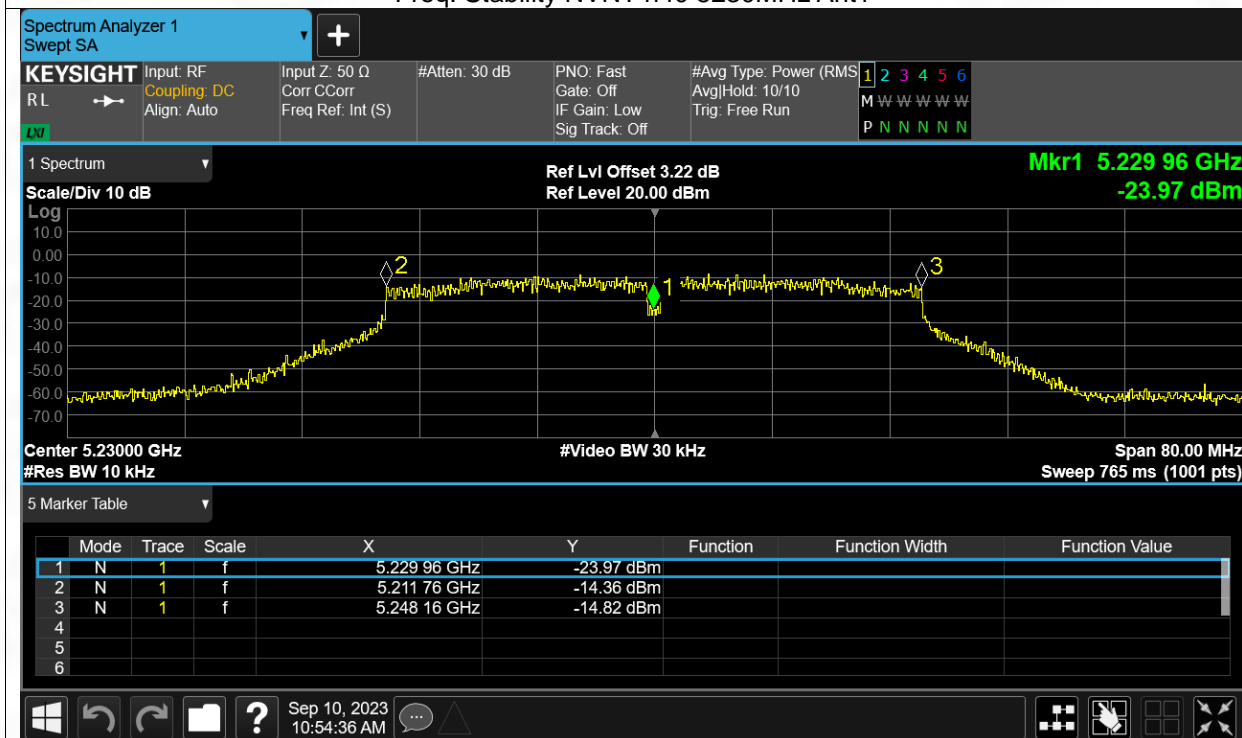 Spectrum Analyzer 1
Swept SA
+
KEYSIGHT Input: RF Input Z: 50 Ω #Atten: 30 dB PNO: Fast #Avg Type: Power (RMS 1 2 3 4 5 6
RL Coupling: DC Corr CCorr Gate: Off Avg|Hold: 10/10 M W W W W W W
Align: Auto Freq Ref: Int (S) IF Gain: Low Trig: Free Run
LXI Sig Track: Off P N N N N N N
1 Spectrum Ref Lvl Offset 3.22 dB Mkr1 5.229 96 GHz
Scale/Div 10 dB Ref Level 20.00 dBm -23.97 dBm
Log
10.0
0.00
2 3
-10.0
1
-20.0
-30.0
-40.0
-50.0
-60.0
-70.0
Center 5.23000 GHz #Video BW 30 kHz Span 80.00 MHz
#Res BW 10 kHz Sweep 765 ms (1001 pts)
5 Marker Table
Mode Trace Scale X Y Function Function Width Function Value
1 N 1 f 5.229 96 GHz -23.97 dBm
2 N 1 f 5.211 76 GHz -14.36 dBm
3 N 1 f 5.248 16 GHz -14.82 dBm
4
5
6
? Sep 10, 2023
10:54:36 AM